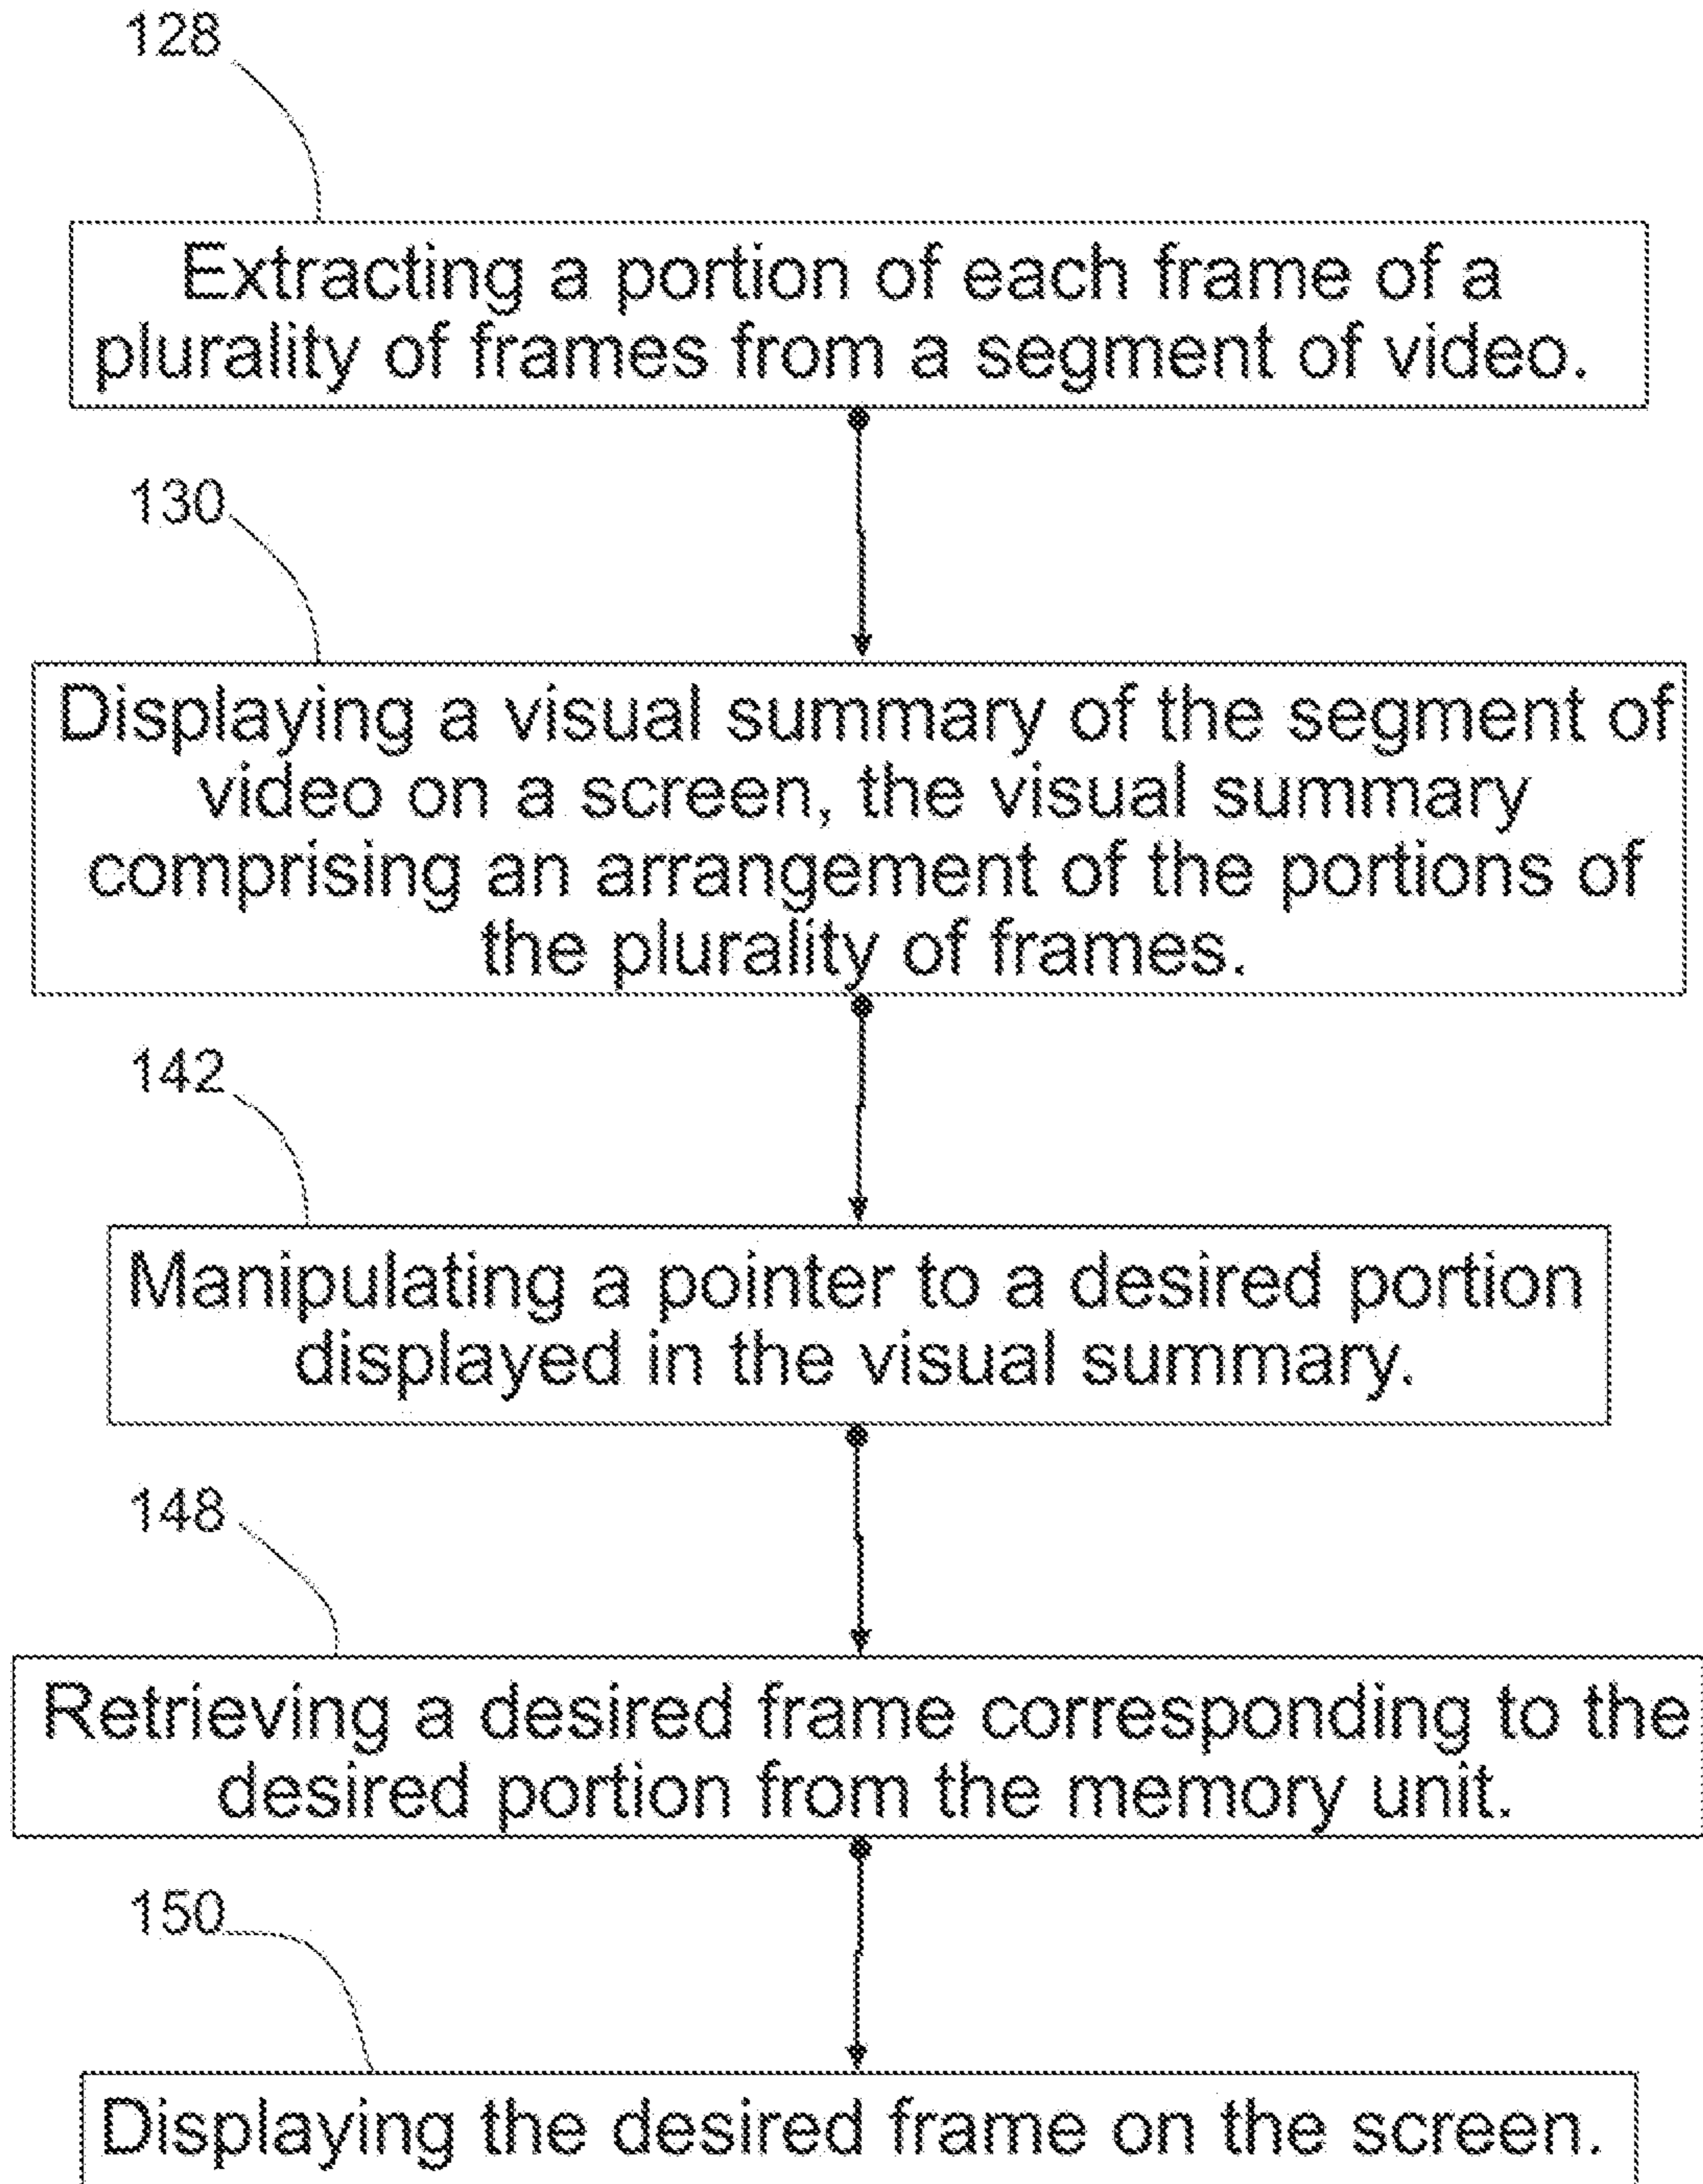 128
Extracting a portion of each frame of a
plurality of frames from a segment of video.
130
Displaying a visual summary of the segment of
video on a screen, the visual summary
comprising an arrangement of the portions of
the plurality of frames.
142
Manipulating a pointer to a desired portion
displayed in the visual summary.
148
Retrieving a desired frame corresponding to the
desired portion from the memory unit.
150
Displaying the desired frame on the screen.